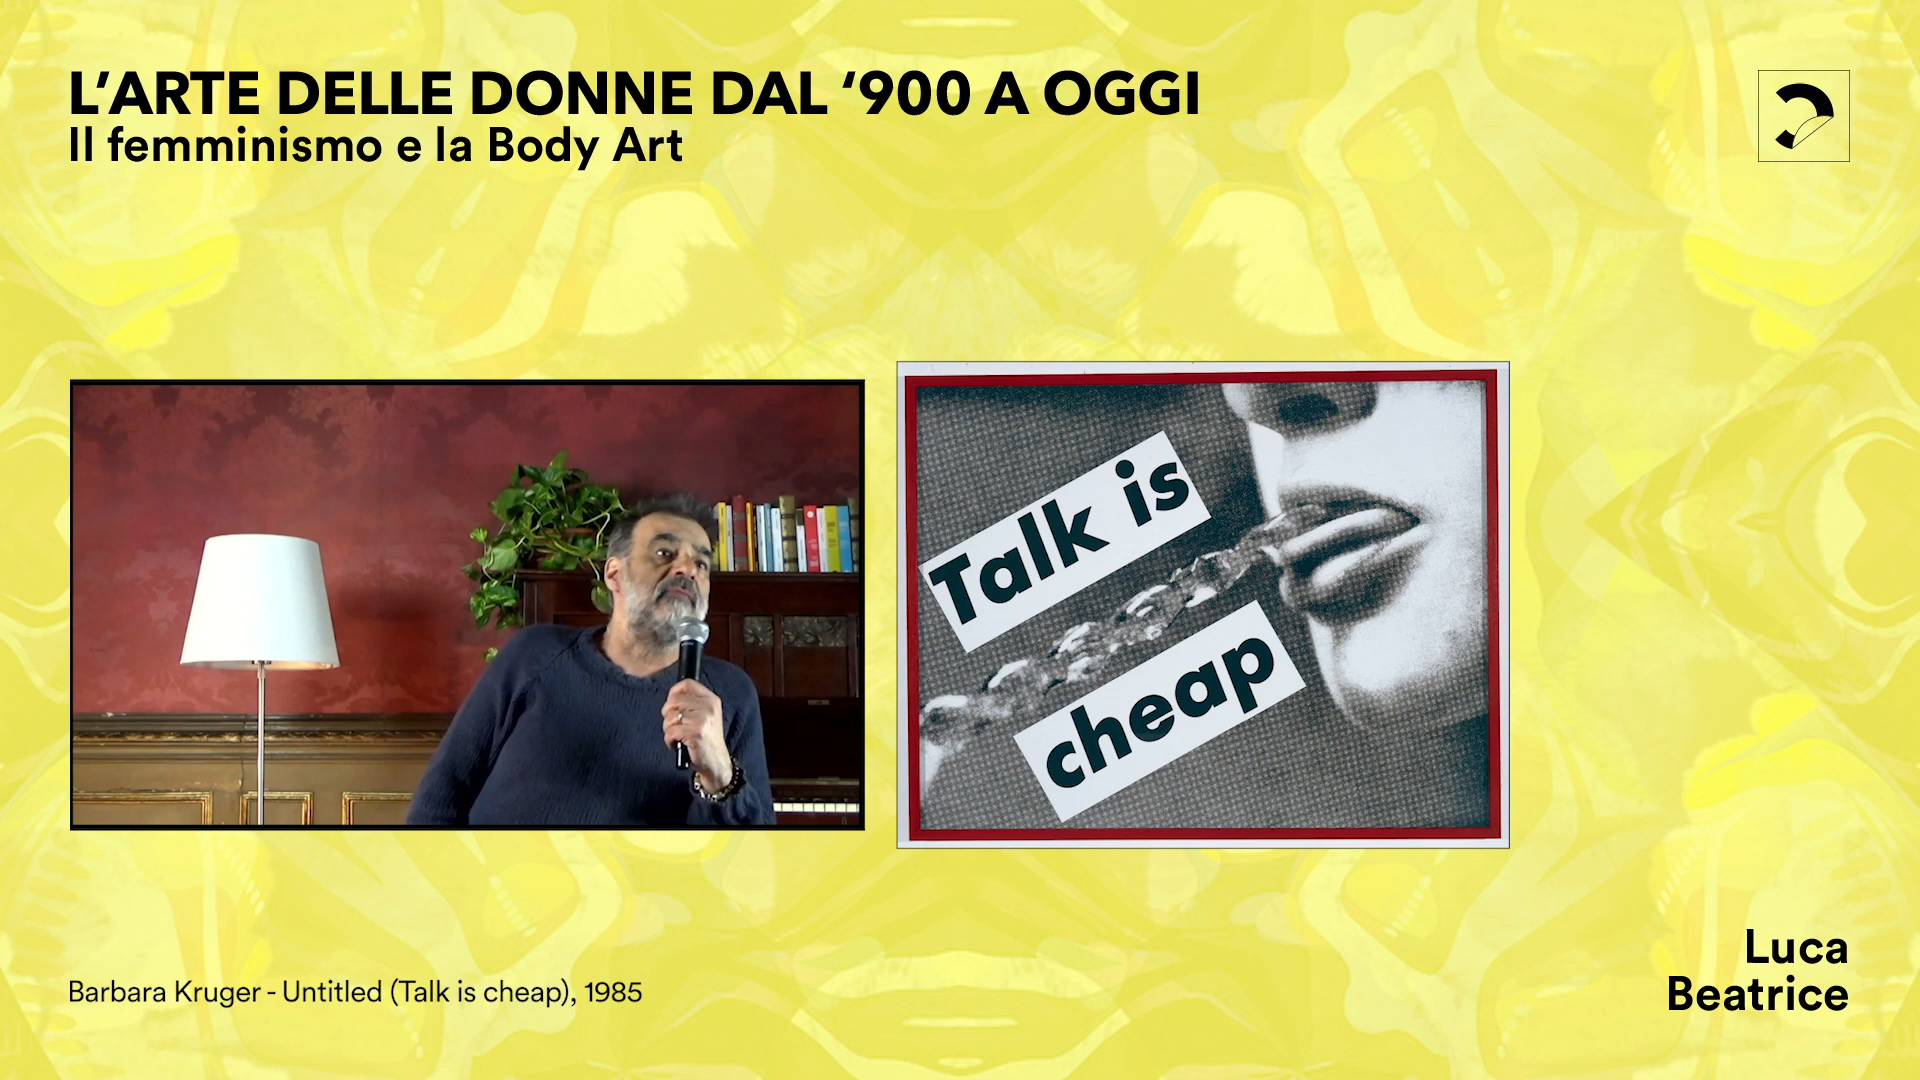 L’ARTE DELLE DONNE DAL ‘900 A OGGI
Il femminismo e la Body Art
Talk is
cheap
Barbara Kruger - Untitled (Talk is cheap), 1985
Luca
Beatrice